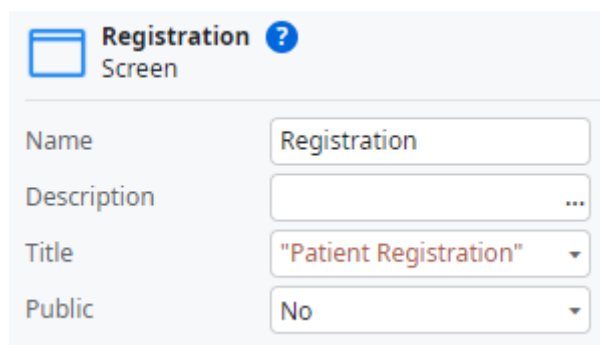 Registration ?
Screen
Name Registration
Description ...
Title "Patient Registration"
Public No